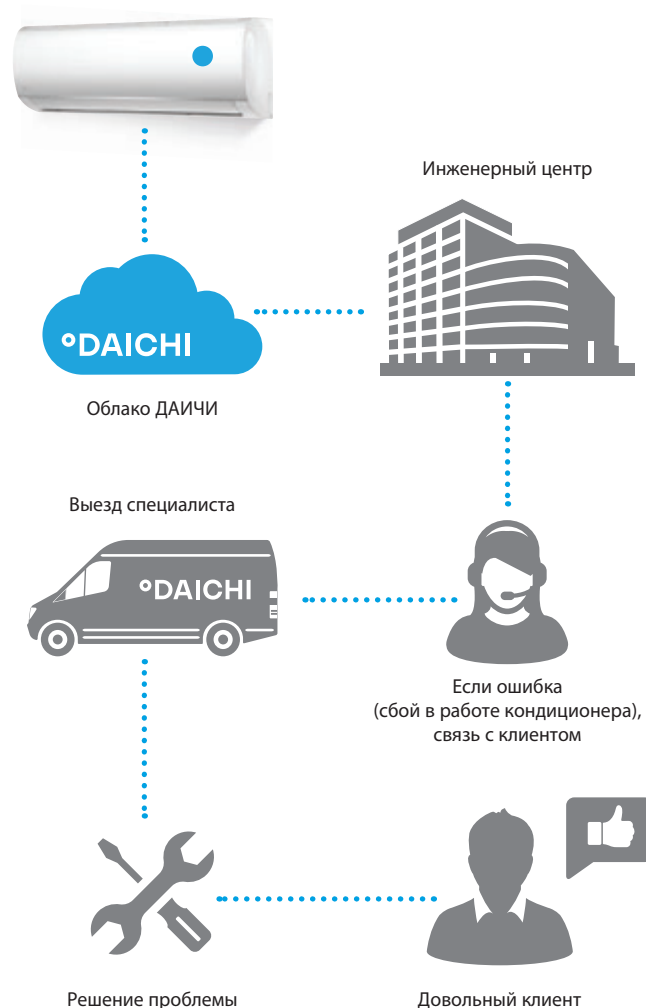 Инженерный центр
°DAICHI
Облако ДАИЧИ
Выезд специалиста
°DAICHI
Если ошибка
(сбой в работе кондиционера),
связь с клиентом
Решение проблемы
Довольный клиент